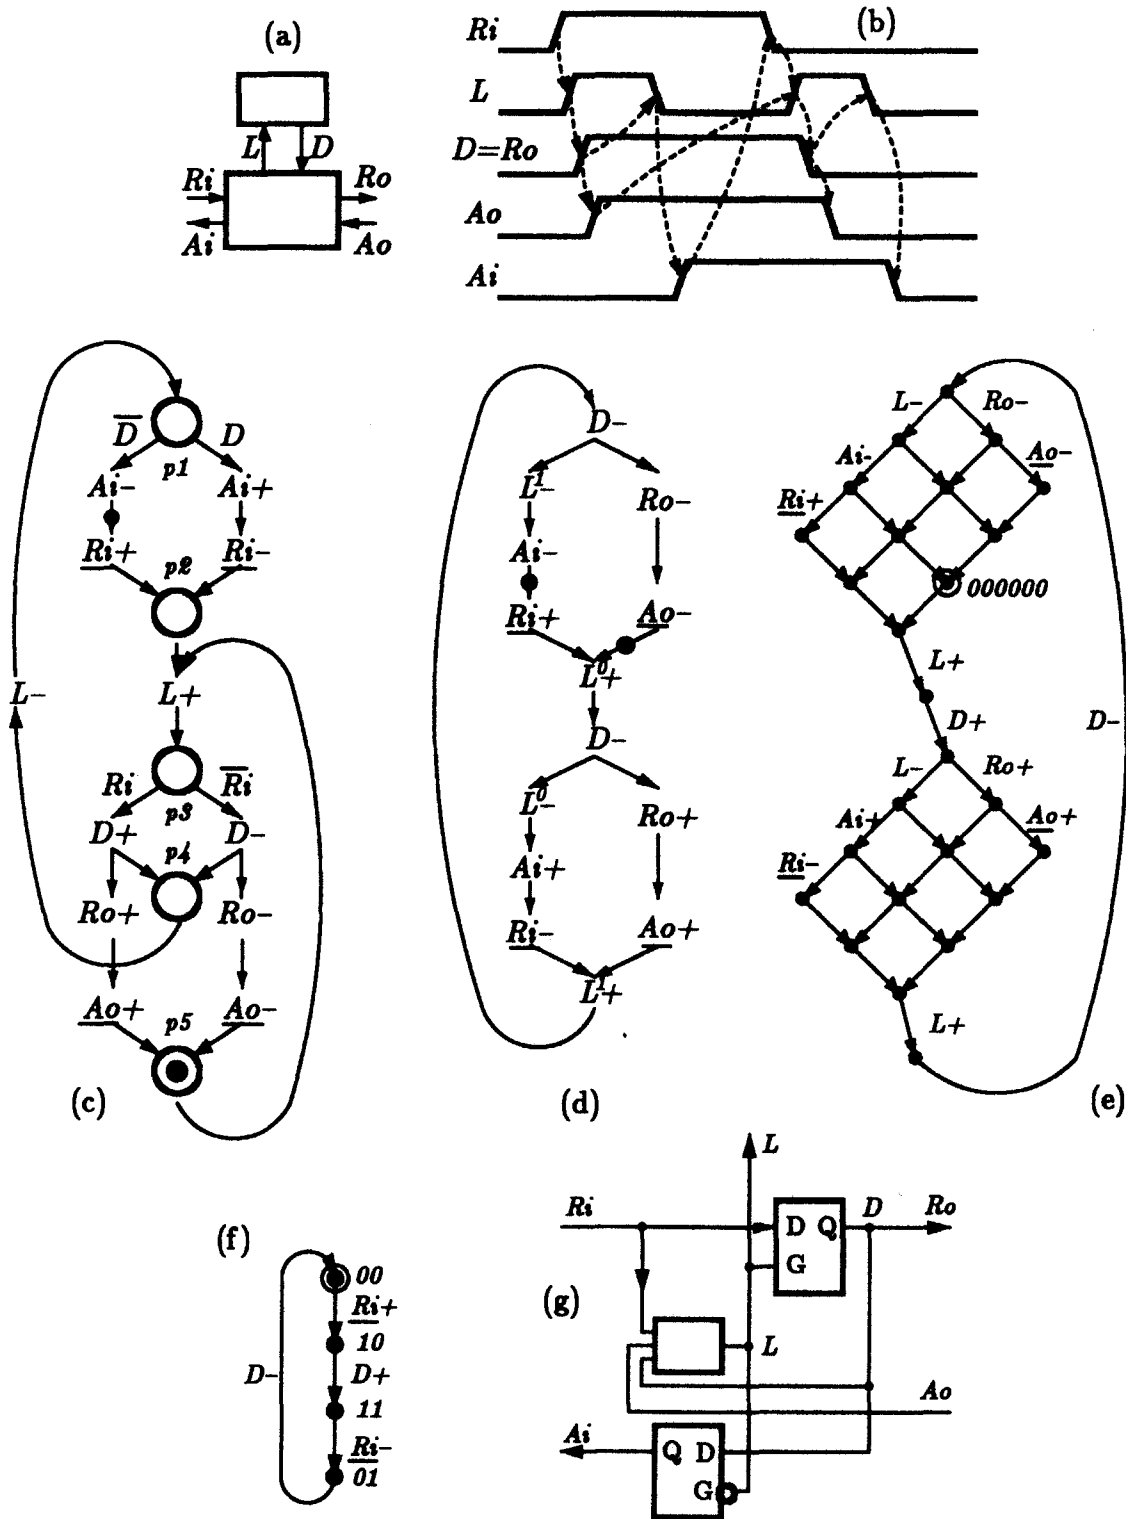 (a)
L D
Ri Ro
Ai Ao
(b)
Ri
L
D=Ro
Ao
Ai
D̅ D
p1
Ai– Ai+
Ri+ p2 Ri–
L– L+
Ri R̅i̅
p3
D+ p4 D–
Ro+ Ro–
Ao+ p5 Ao–
(c)
D–
L1–
Ro–
Ai–
Ri+ Ao–
L0+
D–
L0–
Ro+
Ai+
Ri– Ao+
L1+
(d)
L– Ro–
Ai– Ao–
Ri+
000000
L+
D+ D–
L– Ro+
Ai+ Ao+
Ri–
L+
(e)
(f)
00
Ri+
10
D– D+
11
Ri–
01
L
Ri D Ro
D Q
G
(g)
L
Ao
Ai
Q D
G